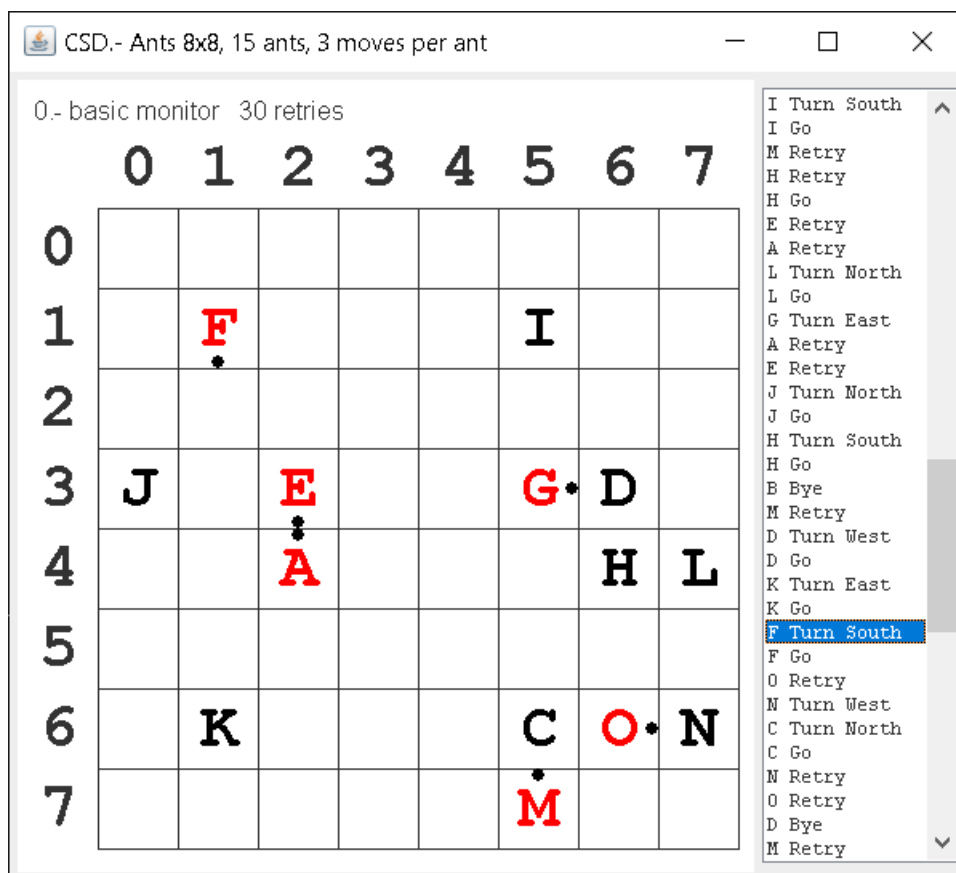 CSD.- Ants 8x8, 15 ants, 3 moves per ant
0.- basic monitor 30 retries
0 1 2 3 4 5 6 7
0
1 F I
2
3 J E G D
4 A H L
5
6 K C O N
7 M
I Turn South
I Go
M Retry
H Retry
H Go
E Retry
A Retry
L Turn North
L Go
G Turn East
A Retry
E Retry
J Turn North
J Go
H Turn South
H Go
B Bye
M Retry
D Turn West
D Go
K Turn East
K Go
F Turn South
F Go
O Retry
N Turn West
C Turn North
C Go
N Retry
O Retry
D Bye
M Retry